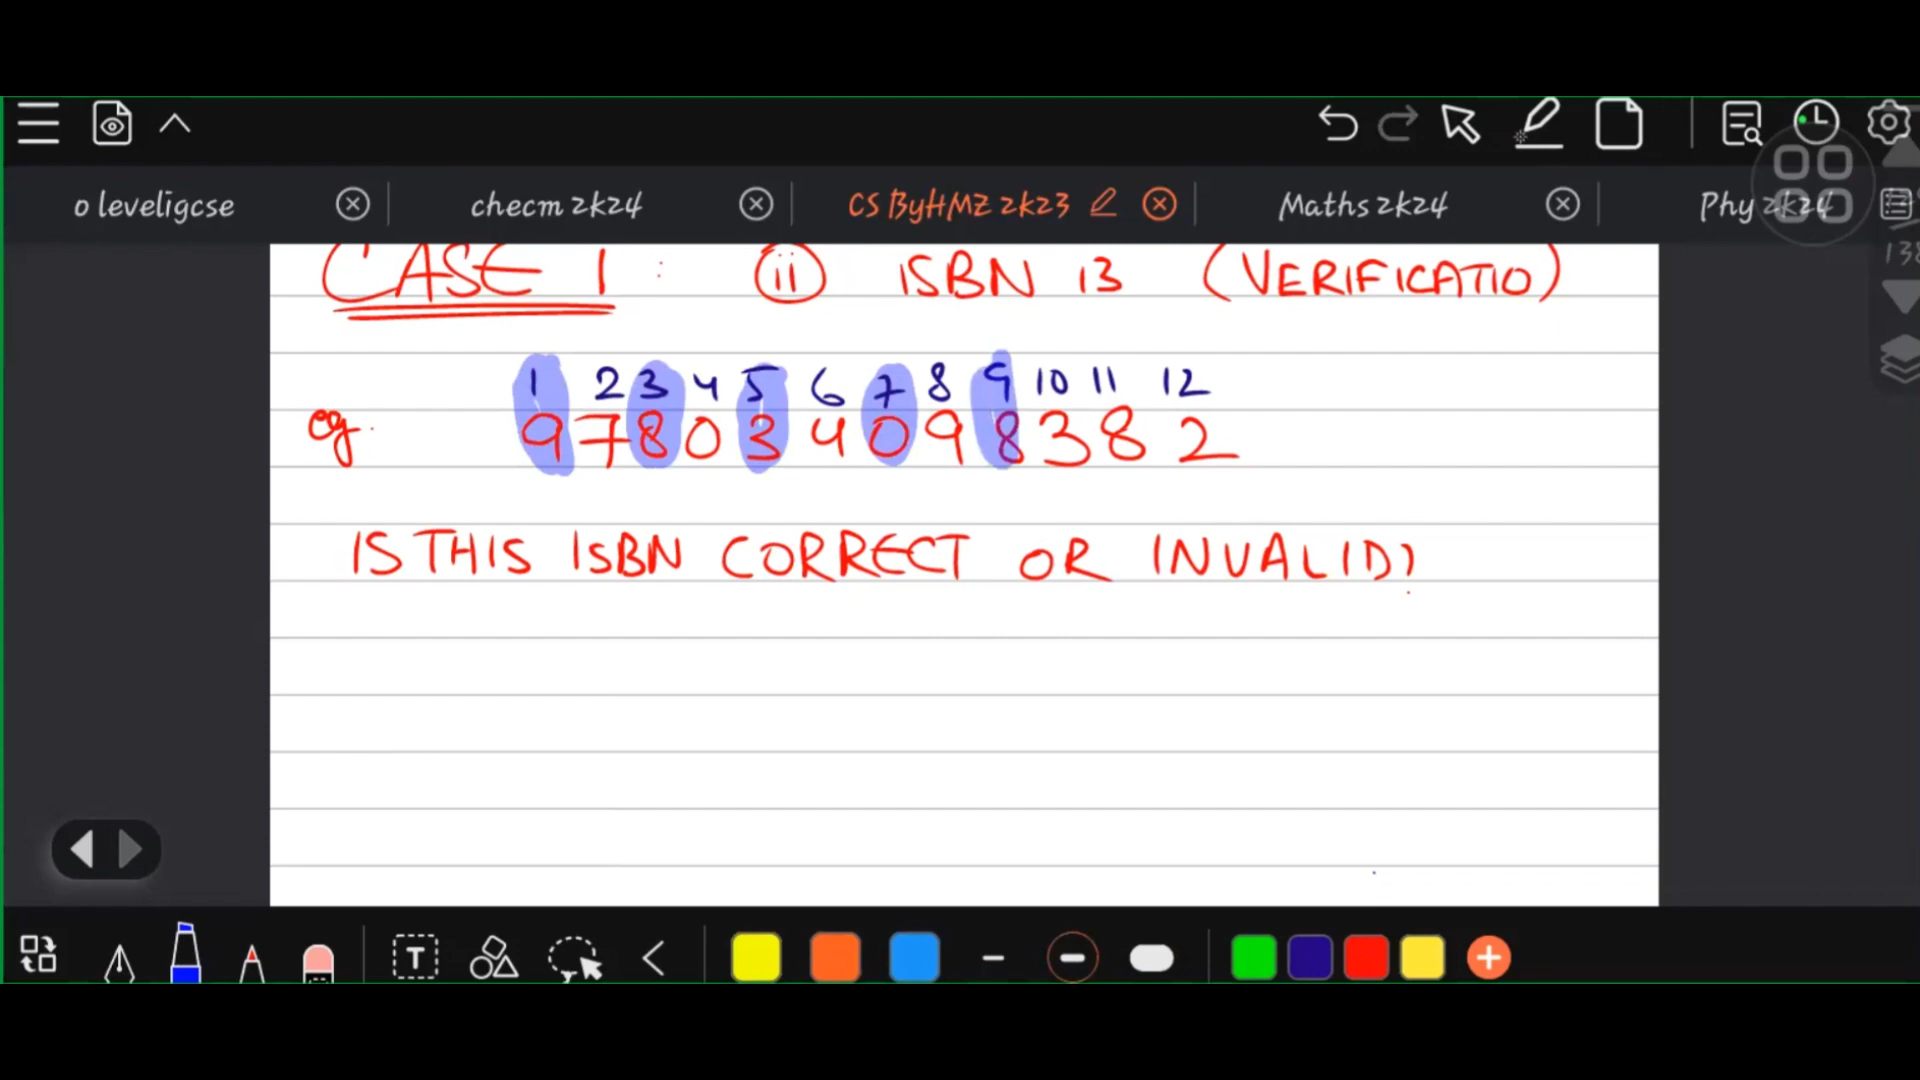 o leveligcse checm 2k24 CS ByHMZ 2k23 Maths 2k24 Phy 2k24
138
CASE 1 : (ii) ISBN 13 (VERIFICATIO)
1 2 3 4 5 6 7 8 9 10 11 12
eg. 9 7 8 0 3 4 0 9 8 3 8 2
IS THIS ISBN CORRECT OR INVALID?
T